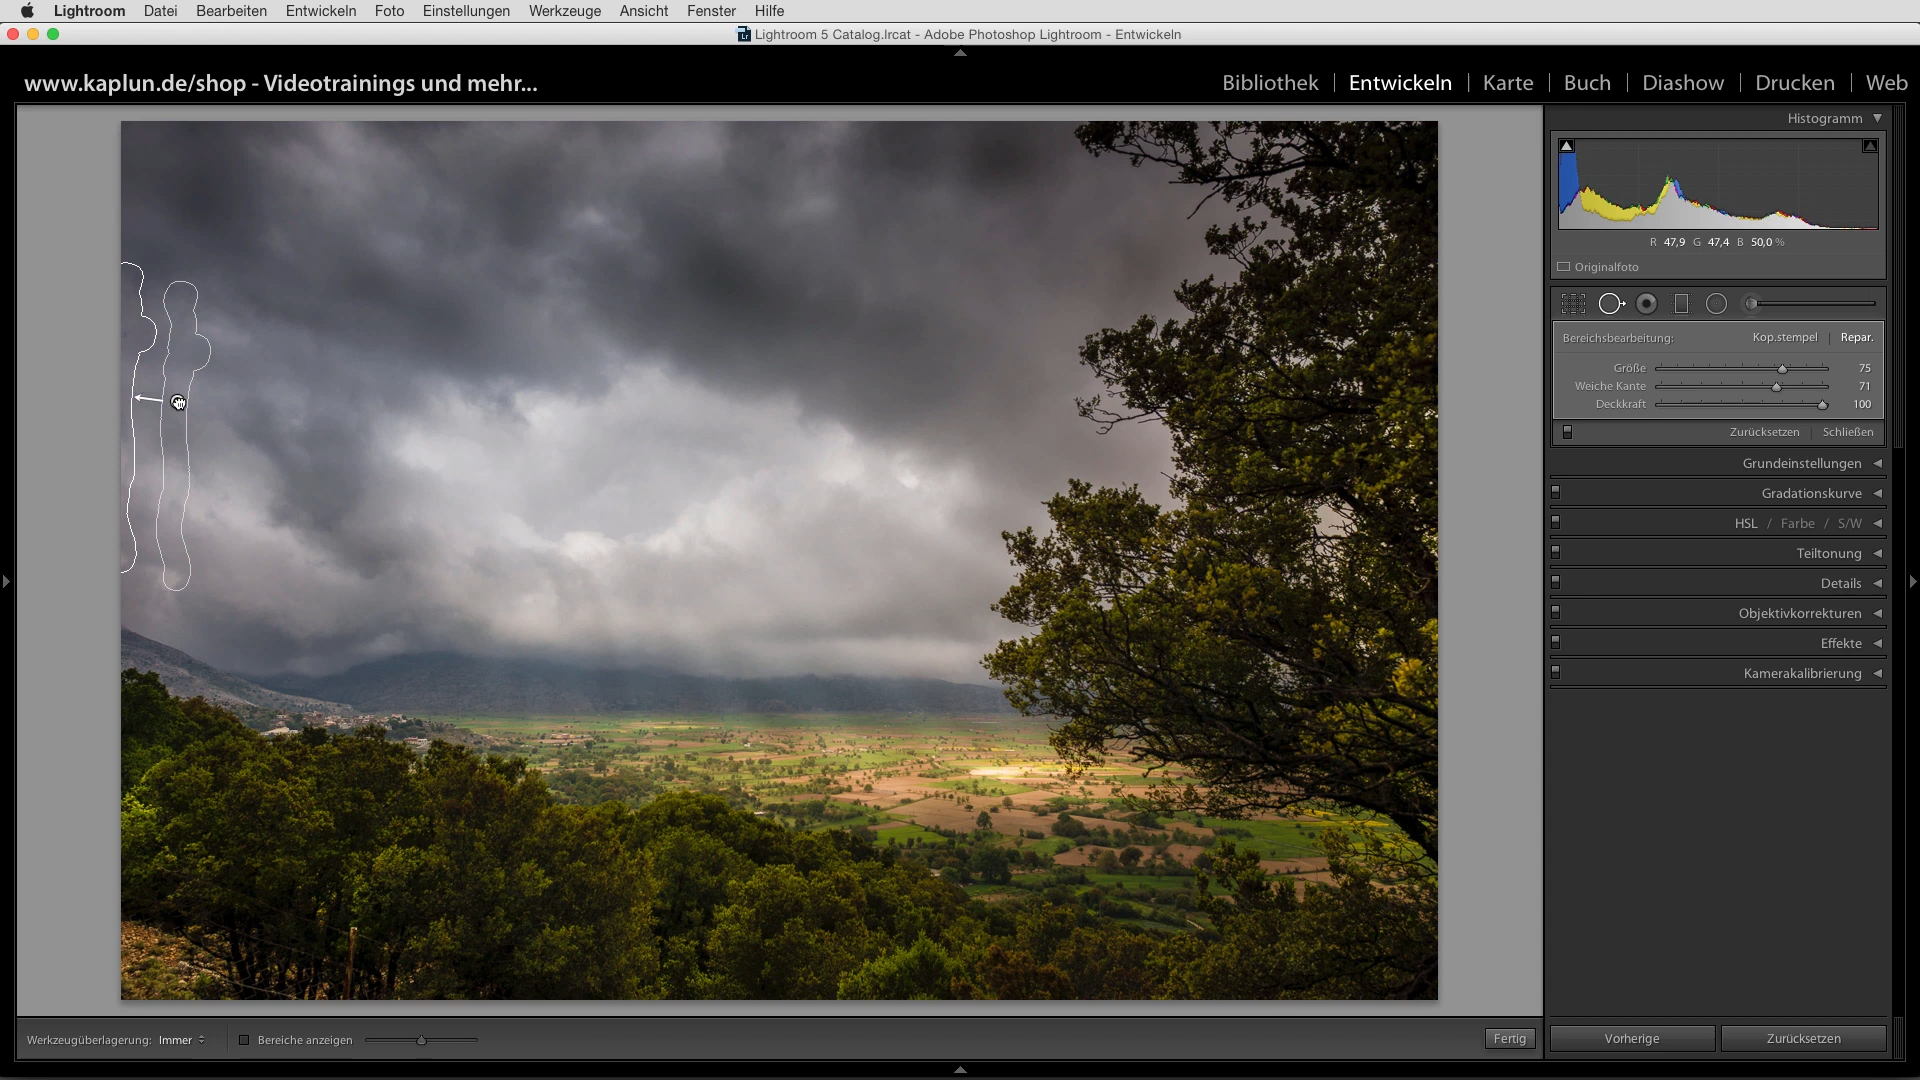 Lightroom Datei Bearbeiten Entwickeln Foto Einstellungen Werkzeuge Ansicht Fenster Hilfe
Lightroom 5 Catalog.lrcat - Adobe Photoshop Lightroom - Entwickeln
www.kaplun.de/shop - Videotrainings und mehr...
Bibliothek | Entwickeln | Karte | Buch | Diashow | Drucken | Web
Histogramm
R 47,9 G 47,4 B 50,0 %
Originalfoto
Bereichsbearbeitung: Kop.stempel | Repar.
Größe 75
Weiche Kante 71
Deckkraft 100
Zurücksetzen | Schließen
Grundeinstellungen
Gradationskurve
HSL / Farbe / S/W
Teiltonung
Details
Objektivkorrekturen
Effekte
Kamerakalibrierung
Werkzeugüberlagerung: Immer Bereiche anzeigen Fertig
Vorherige Zurücksetzen